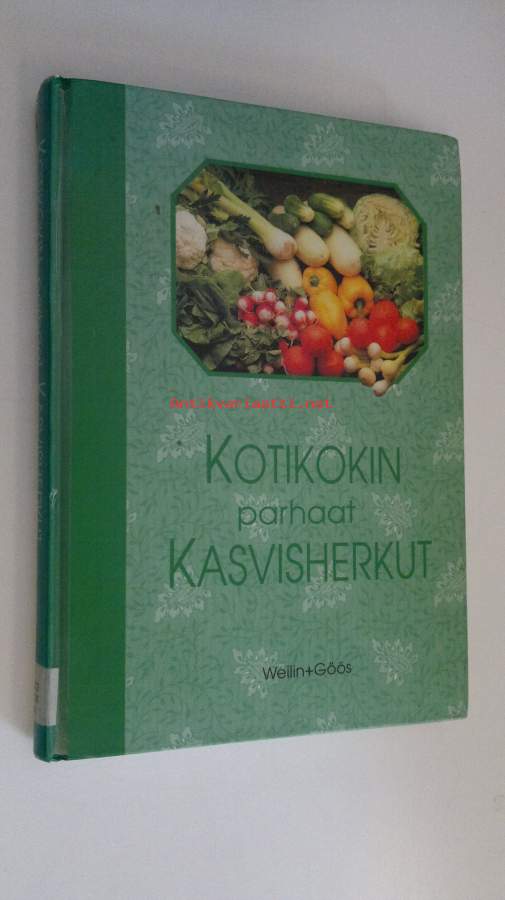 Antikvariaatti.net
KOTIKOKIN
parhaat
KASVISHERKUT
Weilin+Göös